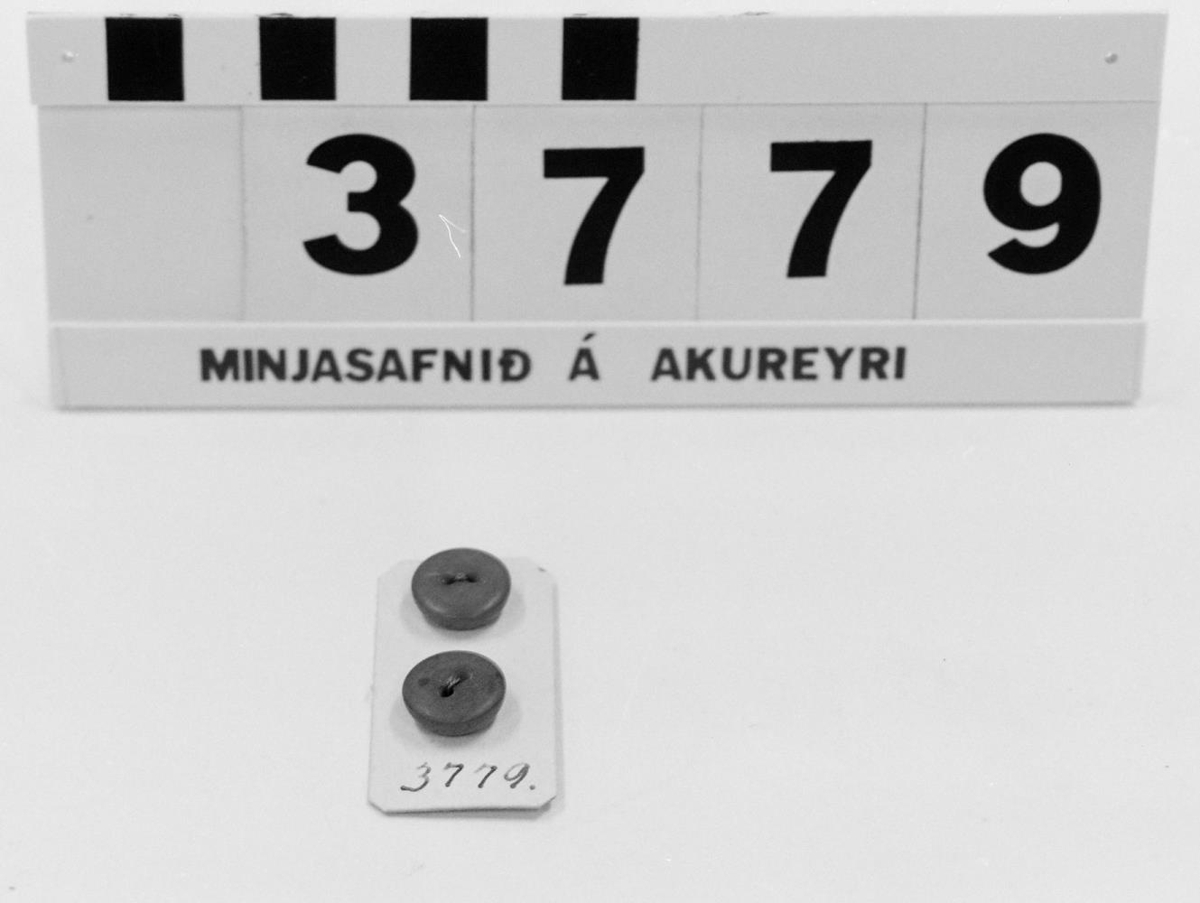 3779
MINJASAFNIÐ Á AKUREYRI
3779.